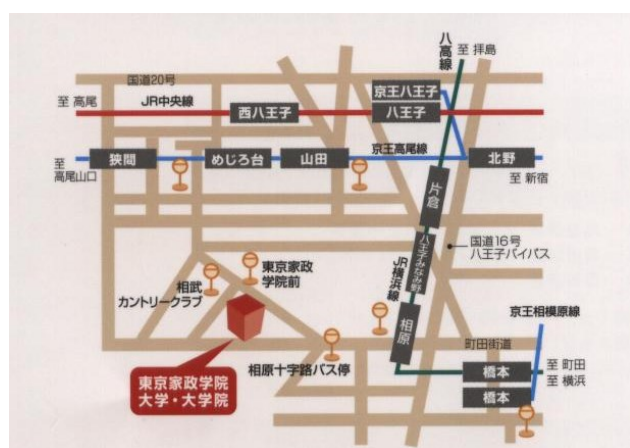 八高線
至 拝島
国道20号
京王八王子
至 高尾
JR中央線
西八王子
八王子
京王高尾線
至
高尾山口
狭間
めじろ台
山田
北野
至 新宿
片倉
国道16号
八王子バイパス
八王子みなみ野
JR横浜線
東京家政
学院前
相武
カントリークラブ
相原
京王相模原線
町田街道
相原十字路バス停
東京家政学院
大学・大学院
橋本
至 町田
至 横浜
橋本